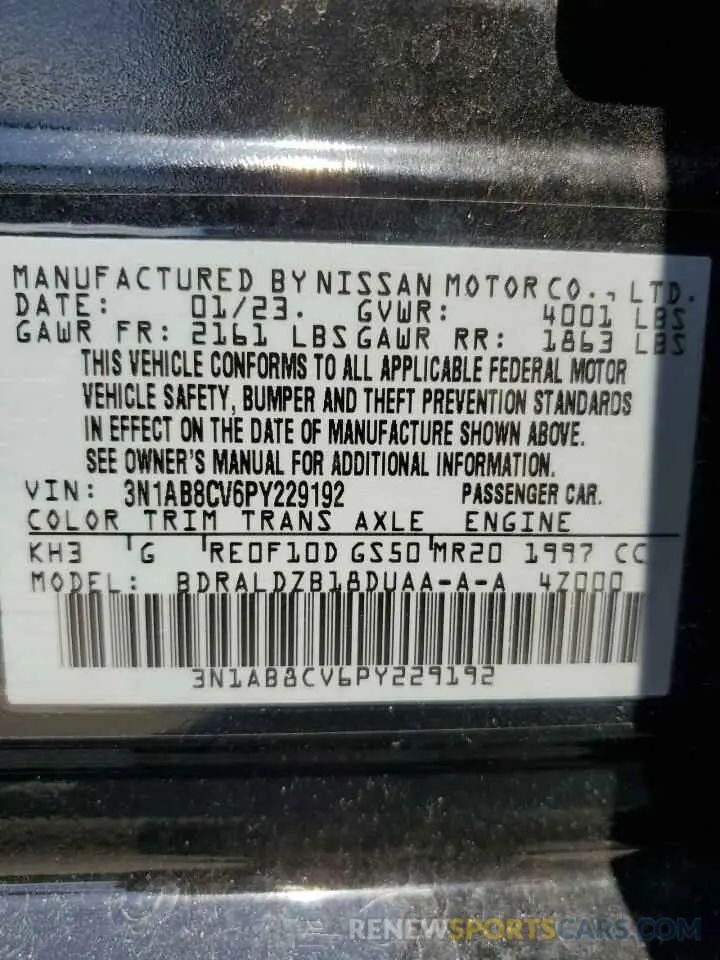 MANUFACTURED BY NISSAN MOTOR CO., LTD.
DATE: 01/23. GVWR: 4001 LBS
GAWR FR: 2161 LBS GAWR RR: 1863 LBS
THIS VEHICLE CONFORMS TO ALL APPLICABLE FEDERAL MOTOR
VEHICLE SAFETY, BUMPER AND THEFT PREVENTION STANDARDS
IN EFFECT ON THE DATE OF MANUFACTURE SHOWN ABOVE.
SEE OWNER'S MANUAL FOR ADDITIONAL INFORMATION.
VIN: 3N1AB8CV6PY229192 PASSENGER CAR.
COLOR TRIM TRANS AXLE ENGINE
KH3 G RE0F10D GS50 MR20 1997 CC
MODEL: BDRALDZB18DUAA-A-A 4Z000
3N1AB8CV6PY229192
RENEWSPORTSCARS.COM